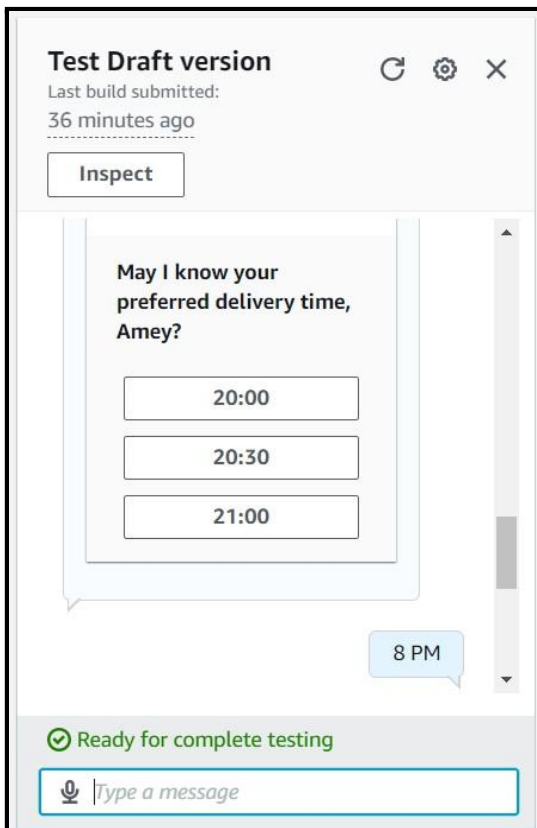 Test Draft version
Last build submitted:
36 minutes ago
Inspect
May I know your
preferred delivery time,
Amey?
20:00
20:30
21:00
8 PM
Ready for complete testing
Type a message